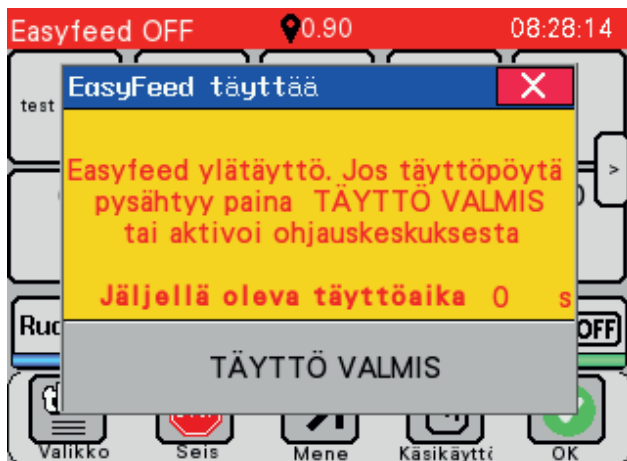 Easyfeed OFF 0.90 08:28:14
EasyFeed täyttää X
test
Easyfeed ylätäyttö. Jos täyttöpöytä
pysähtyy paina TÄYTTÖ VALMIS
tai aktivoi ohjauskeskuksesta
>
Jäljellä oleva täyttöaika 0 s
OFF
TÄYTTÖ VALMIS
Valikko Seis Mene Käsikäyttö OK